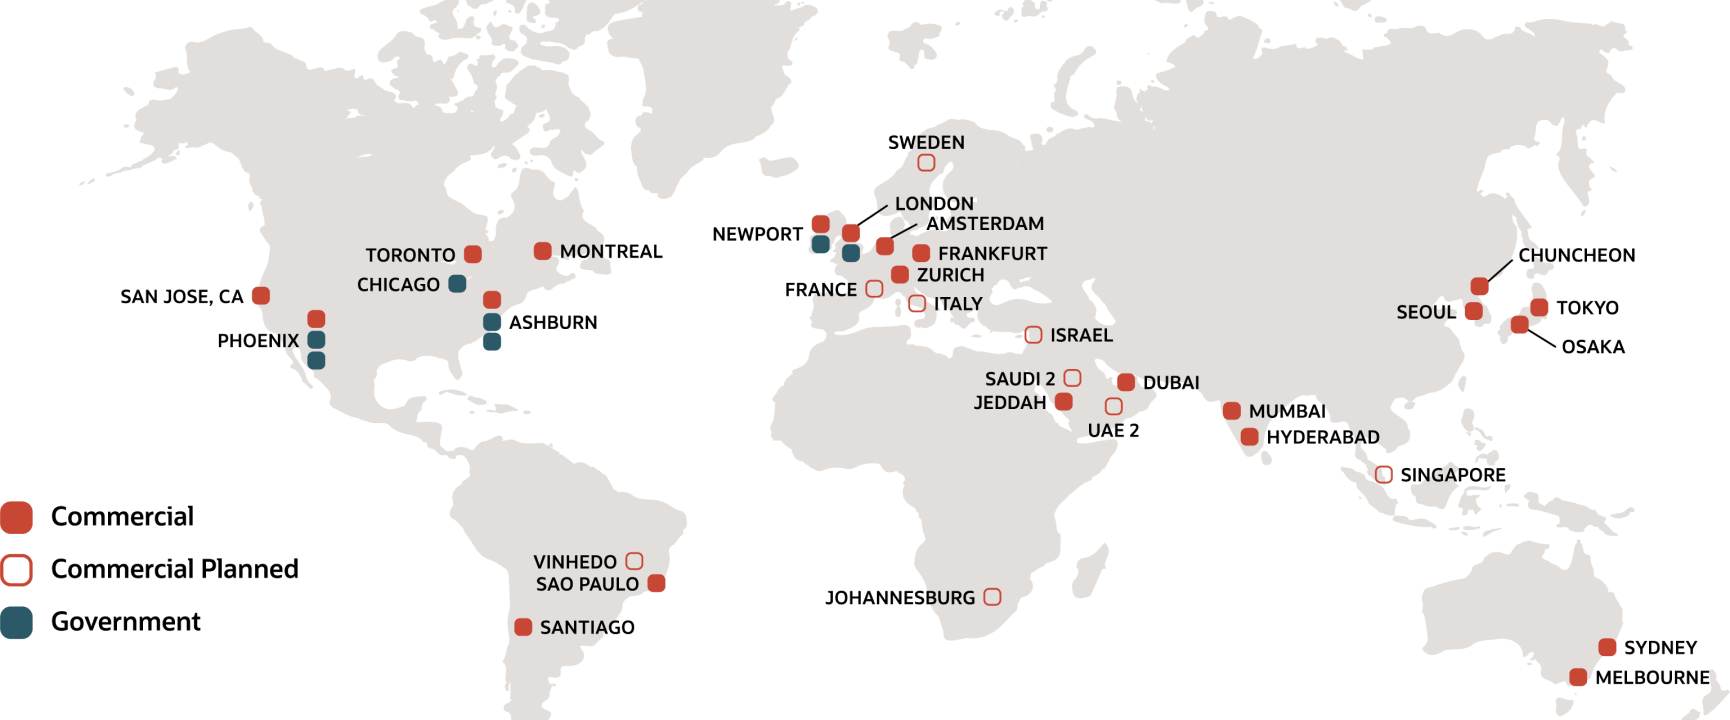 SWEDEN
LONDON
AMSTERDAM
NEWPORT
TORONTO
MONTREAL
FRANKFURT
CHUNCHEON
CHICAGO
ZURICH
SAN JOSE, CA
FRANCE
ITALY
SEOUL
TOKYO
PHOENIX
ASHBURN
ISRAEL
OSAKA
SAUDI 2
DUBAI
JEDDAH
UAE 2
MUMBAI
HYDERABAD
SINGAPORE
Commercial
Commercial Planned
Government
VINHEDO
SAO PAULO
SANTIAGO
JOHANNESBURG
SYDNEY
MELBOURNE